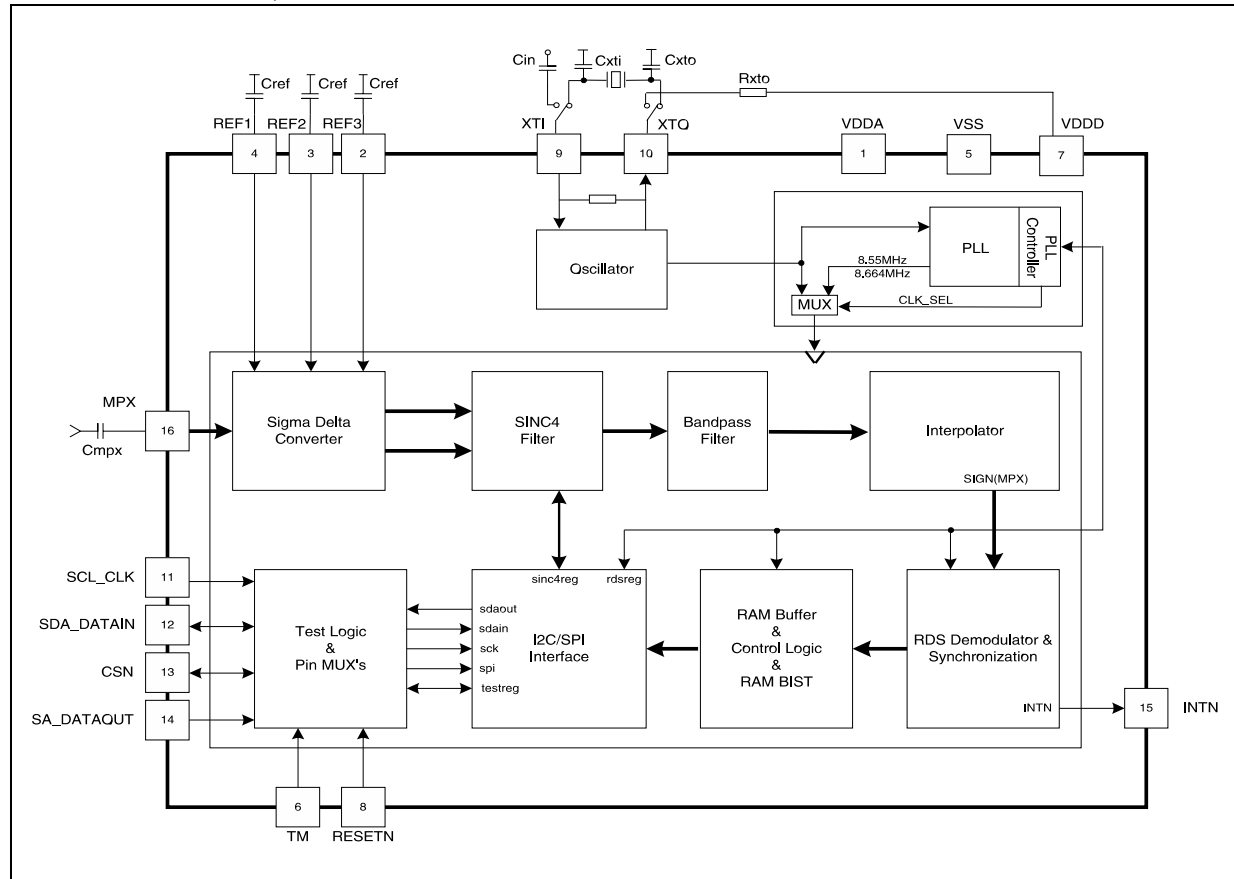 Cin
Cxti
Cxto
Cref
Cref
Cref
Rxto
REF1
REF2
REF3
XTI
XTO
VDDA
VSS
VDDD
4
3
2
9
10
1
5
7
Oscillator
PLL
PLL Controller
8.55MHz
8.664MHz
MUX
CLK_SEL
MPX
16
Cmpx
Sigma Delta
Converter
SINC4
Filter
Bandpass
Filter
Interpolator
SIGN(MPX)
SCL_CLK
11
SDA_DATAIN
12
CSN
13
SA_DATAOUT
14
Test Logic
&
Pin MUX's
sinc4reg
rdsreg
sdaout
sdain
sck
spi
testreg
I2C/SPI
Interface
RAM Buffer
&
Control Logic
&
RAM BIST
RDS Demodulator &
Synchronization
INTN
15
INTN
6
8
TM
RESETN